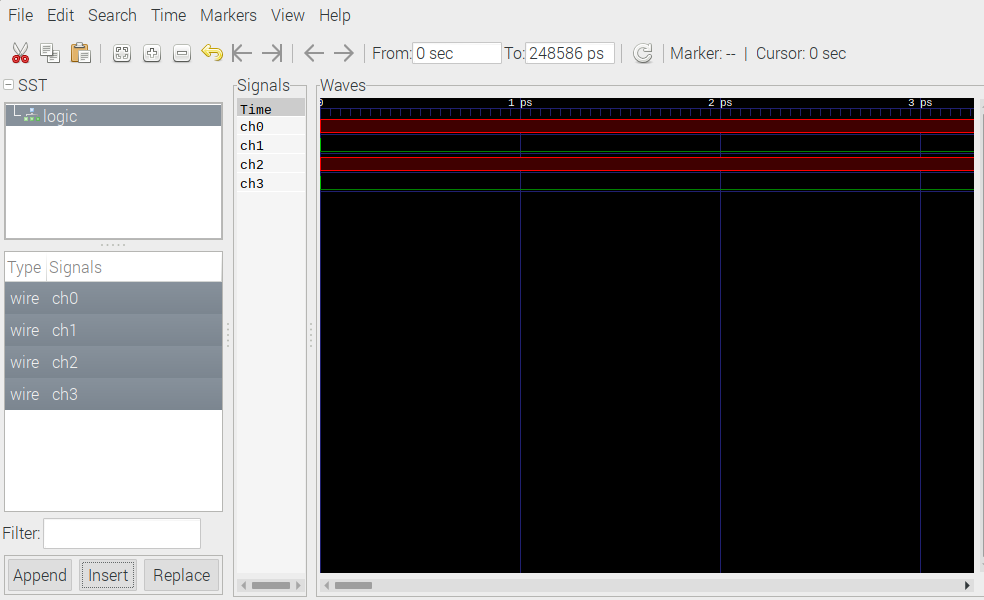 File Edit Search Time Markers View Help
From: 0 sec To: 248586 ps Marker: -- | Cursor: 0 sec
SST
logic
Type Signals
wire ch0
wire ch1
wire ch2
wire ch3
Filter:
Append Insert Replace
Signals
Time
ch0
ch1
ch2
ch3
Waves
0 1 ps 2 ps 3 ps